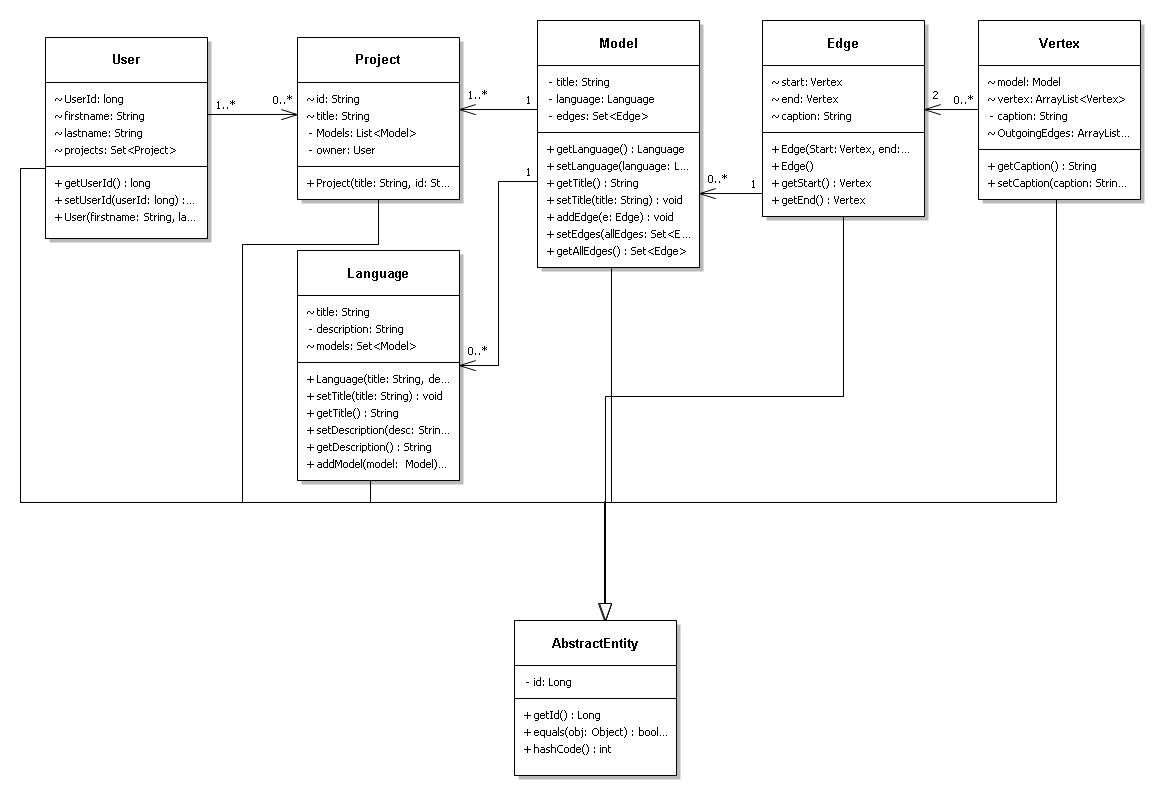 User
~ UserId: long
~ firstname: String
~ lastname: String
~ projects: Set<Project>
+ getUserId() : long
+ setUserId(userId: long) : ...
+ User(firstname: String, la...
1..*
0..*
Project
~ id: String
~ title: String
- Models: List<Model>
- owner: User
+ Project(title: String, id: St...
1..*
1
Model
- title: String
- language: Language
- edges: Set<Edge>
+ getLanguage() : Language
+ setLanguage(language: L...
+ getTitle() : String
+ setTitle(title: String) : void
+ addEdge(e: Edge) : void
+ setEdges(allEdges: Set<E...
+ getAllEdges() : Set<Edge>
1
0..*
0..*
1
Edge
~ start: Vertex
~ end: Vertex
~ caption: String
+ Edge(Start: Vertex, end:...
+ Edge()
+ getStart() : Vertex
+ getEnd() : Vertex
2
0..*
Vertex
~ model: Model
~ vertex: ArrayList<Vertex>
- caption: String
~ OutgoingEdges: ArrayList...
+ getCaption() : String
+ setCaption(caption: Strin...
Language
~ title: String
- description: String
~ models: Set<Model>
+ Language(title: String, de...
+ setTitle(title: String) : void
+ getTitle() : String
+ setDescription(desc: Strin...
+ getDescription() : String
+ addModel(model: Model)...
AbstractEntity
- id: Long
+ getId() : Long
+ equals(obj: Object) : bool...
+ hashCode() : int